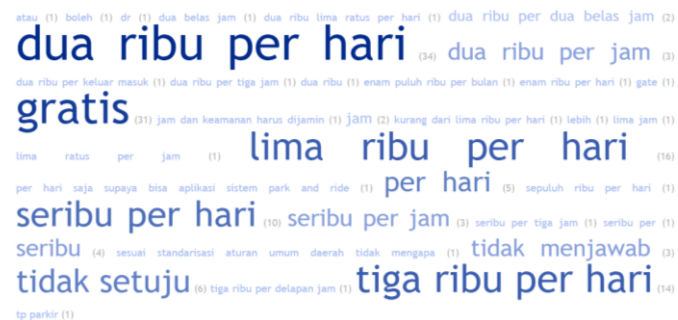 atau (1) boleh (1) dr (1) dua belas jam (1) dua ribu lima ratus per hari (1) dua ribu per dua belas jam (2)
dua ribu per hari (34) dua ribu per jam (3)
dua ribu per keluar masuk (1) dua ribu per tiga jam (1) dua ribu (1) enam puluh ribu per bulan (1) enam ribu per hari (1) gate (1)
gratis (31) jam dan keamanan harus dijamin (1) jam (2) kurang dari lima ribu per hari (1) lebih (1) lima jam (1)
lima ratus per jam (1) lima ribu per hari (16)
per hari saja supaya bisa aplikasi sistem park and ride (1) per hari (5) sepuluh ribu per hari (1)
seribu per hari (10) seribu per jam (3) seribu per tiga jam (1) seribu per (1)
seribu (4) sesuai standarisasi aturan umum daerah tidak mengapa (1) tidak menjawab (3)
tidak setuju (6) tiga ribu per delapan jam (1) tiga ribu per hari (14)
tp parkir (1)